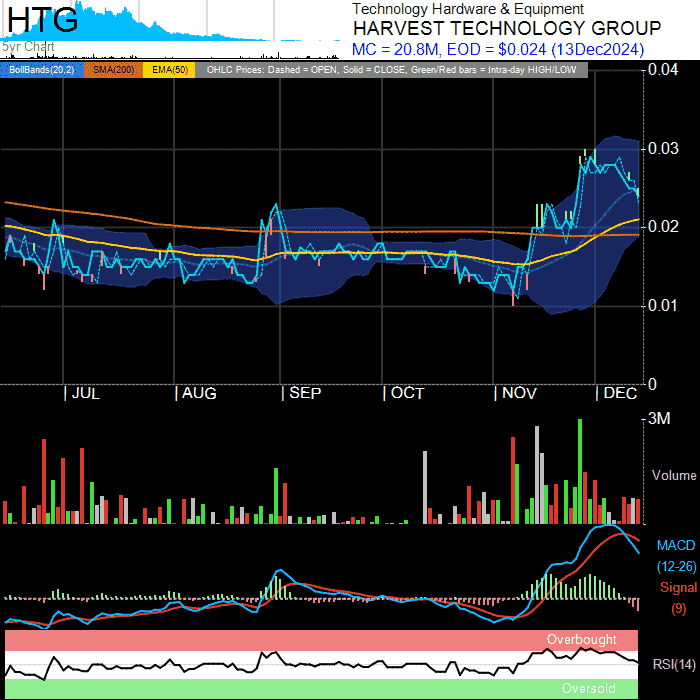 HTG
Technology Hardware & Equipment
HARVEST TECHNOLOGY GROUP
5yr Chart
MC = 20.8M, EOD = $0.024 (13Dec2024)
BollBands(20,2) SMA(200) EMA(50) OHLC Prices: Dashed = OPEN, Solid = CLOSE, Green/Red bars = Intra-day HIGH/LOW
0.04
0.03
0.02
0.01
0
JUL AUG SEP OCT NOV DEC
3M
Volume
MACD
(12-26)
Signal
(9)
Overbought
RSI(14)
Oversold